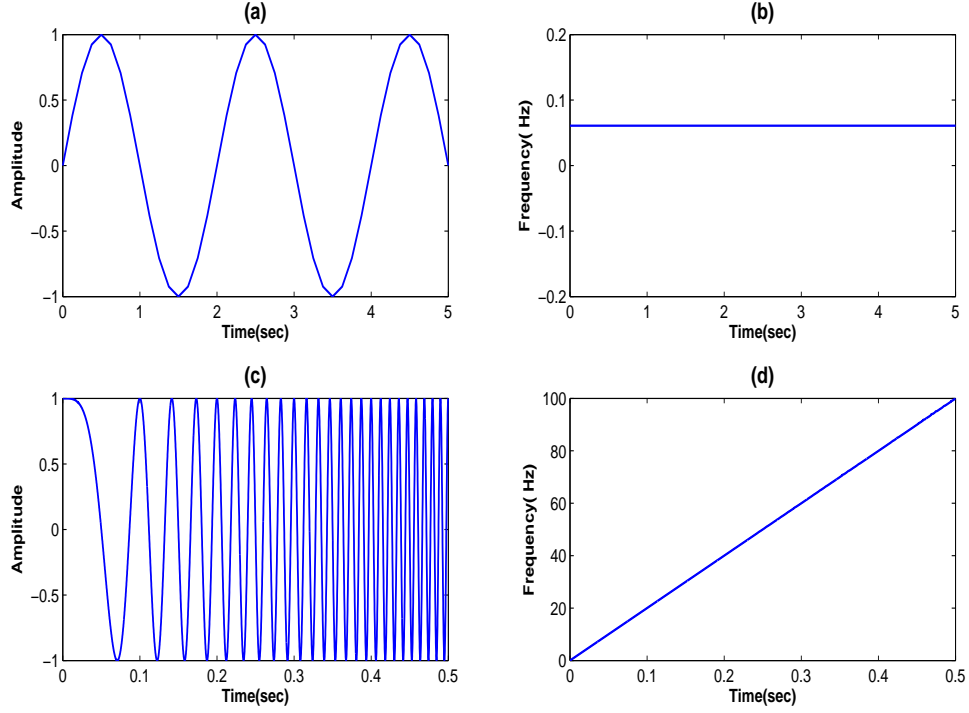 (a)
Amplitude
1
0.5
0
−0.5
−1
0 1 2 3 4 5
Time(sec)
(b)
Frequency( Hz)
0.2
0.1
0
−0.1
−0.2
0 1 2 3 4 5
Time(sec)
(c)
Amplitude
1
0.5
0
−0.5
−1
0 0.1 0.2 0.3 0.4 0.5
Time(sec)
(d)
Frequency( Hz)
100
80
60
40
20
0
0 0.1 0.2 0.3 0.4 0.5
Time(sec)